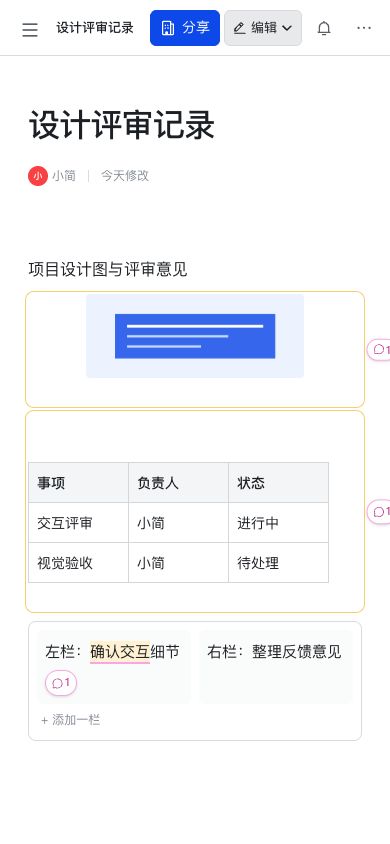 设计评审记录 分享 编辑
设计评审记录
小 小简 今天修改
项目设计图与评审意见
1
事项 负责人 状态
1
交互评审 小简 进行中
视觉验收 小简 待处理
左栏：确认交互细节 右栏：整理反馈意见
1
+ 添加一栏